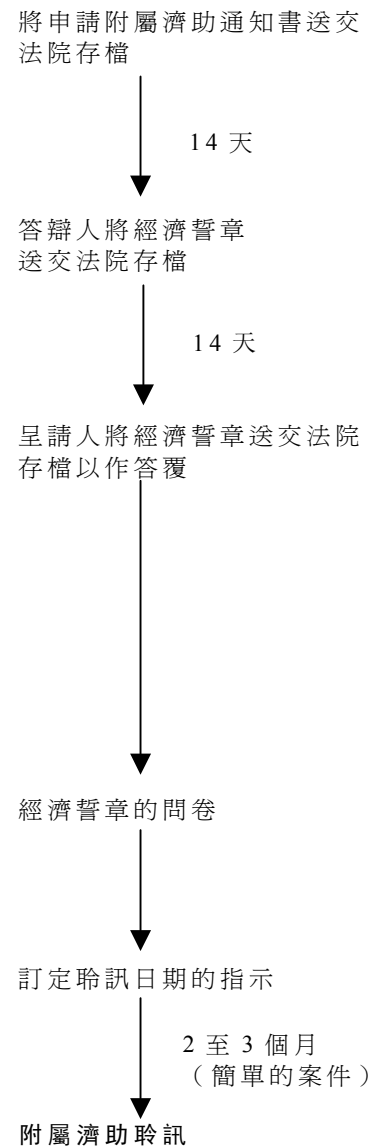 將申請附屬濟助通知書送交
法院存檔
14 天
答辯人將經濟誓章
送交法院存檔
14 天
呈請人將經濟誓章送交法院
存檔以作答覆
經濟誓章的問卷
訂定聆訊日期的指示
2 至 3 個月
（簡單的案件）
附屬濟助聆訊